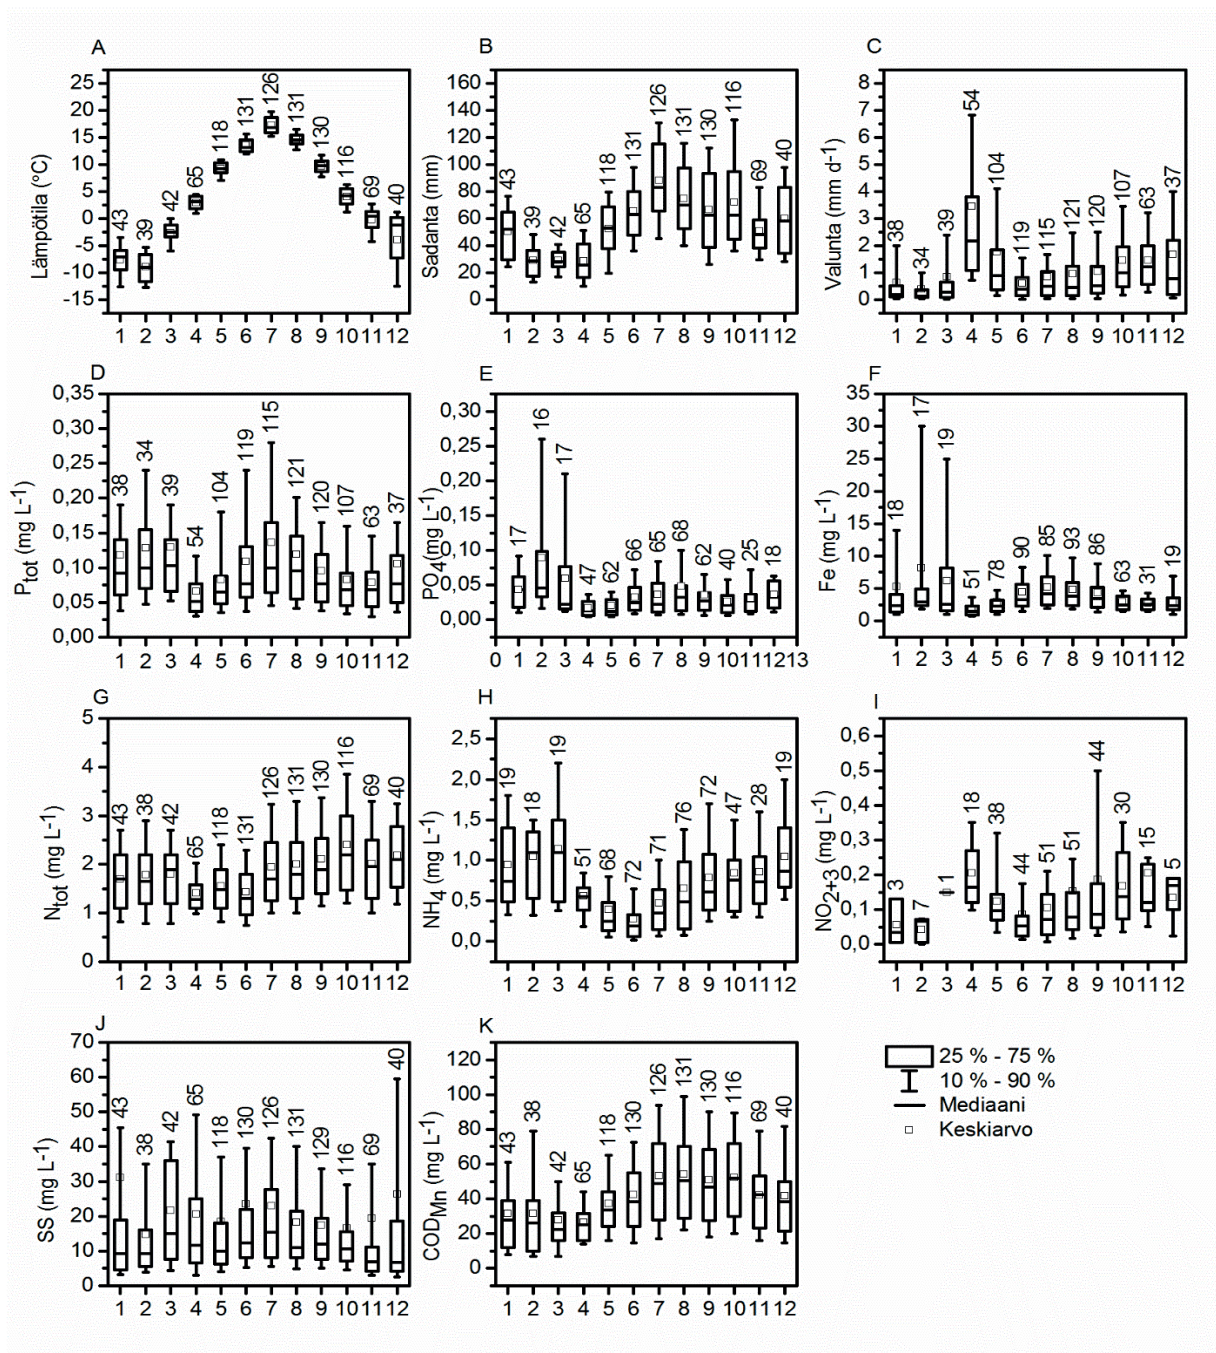 A
Lämpötila (°C)
25
20
15
10
5
0
-5
-10
-15
43 39 42 65 118 131 126 131 130 116 69 40
1 2 3 4 5 6 7 8 9 10 11 12
B
Sadanta (mm)
160
140
120
100
80
60
40
20
0
43 39 42 65 118 131 126 131 130 116 69 40
1 2 3 4 5 6 7 8 9 10 11 12
C
Valunta (mm d-1)
8
7
6
5
4
3
2
1
0
38 34 39 54 104 119 115 121 120 107 63 37
1 2 3 4 5 6 7 8 9 10 11 12
D
Ptot (mg L-1)
0,35
0,30
0,25
0,20
0,15
0,10
0,05
0,00
38 34 39 54 104 119 115 121 120 107 63 37
1 2 3 4 5 6 7 8 9 10 11 12
E
PO4(mg L-1)
0,30
0,25
0,20
0,15
0,10
0,05
0,00
17 16 17 47 62 66 65 68 62 40 25 18
0 1 2 3 4 5 6 7 8 9 10 11 12 13
F
Fe (mg L-1)
35
30
25
20
15
10
5
0
18 17 19 51 78 90 85 93 86 63 31 19
1 2 3 4 5 6 7 8 9 10 11 12
G
Ntot (mg L-1)
5
4
3
2
1
0
43 38 42 65 118 131 126 131 130 116 69 40
1 2 3 4 5 6 7 8 9 10 11 12
H
NH4 (mg L-1)
2,5
2,0
1,5
1,0
0,5
0,0
19 18 19 51 68 72 71 76 72 47 28 19
1 2 3 4 5 6 7 8 9 10 11 12
I
NO2+3 (mg L-1)
0,6
0,5
0,4
0,3
0,2
0,1
0,0
3 7 1 18 38 44 51 51 44 30 15 5
1 2 3 4 5 6 7 8 9 10 11 12
J
SS (mg L-1)
70
60
50
40
30
20
10
0
43 38 42 65 118 130 126 131 129 116 69 40
1 2 3 4 5 6 7 8 9 10 11 12
K
CODMn (mg L-1)
120
100
80
60
40
20
0
43 38 42 65 118 130 126 131 130 116 69 40
1 2 3 4 5 6 7 8 9 10 11 12
25 % - 75 %
10 % - 90 %
Mediaani
Keskiarvo